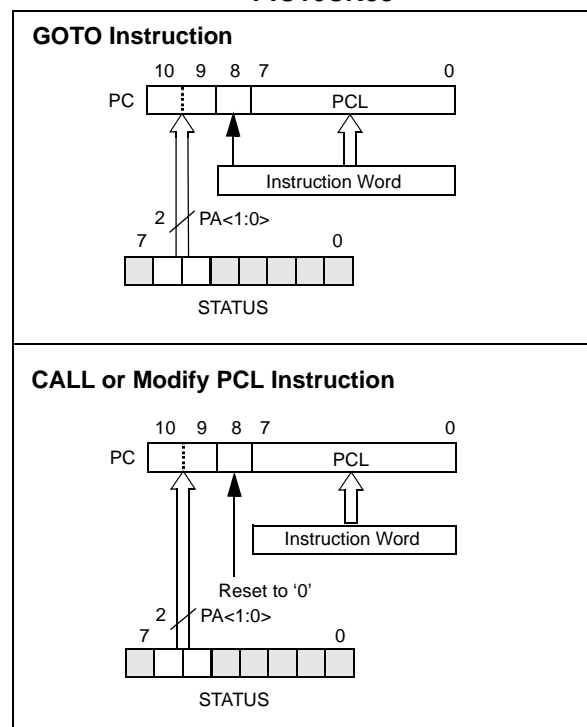 GOTO Instruction
10 9 8 7 0
PC PCL
Instruction Word
2 PA<1:0>
7 0
STATUS
CALL or Modify PCL Instruction
10 9 8 7 0
PC PCL
Instruction Word
Reset to ‘0’
2 PA<1:0>
7 0
STATUS